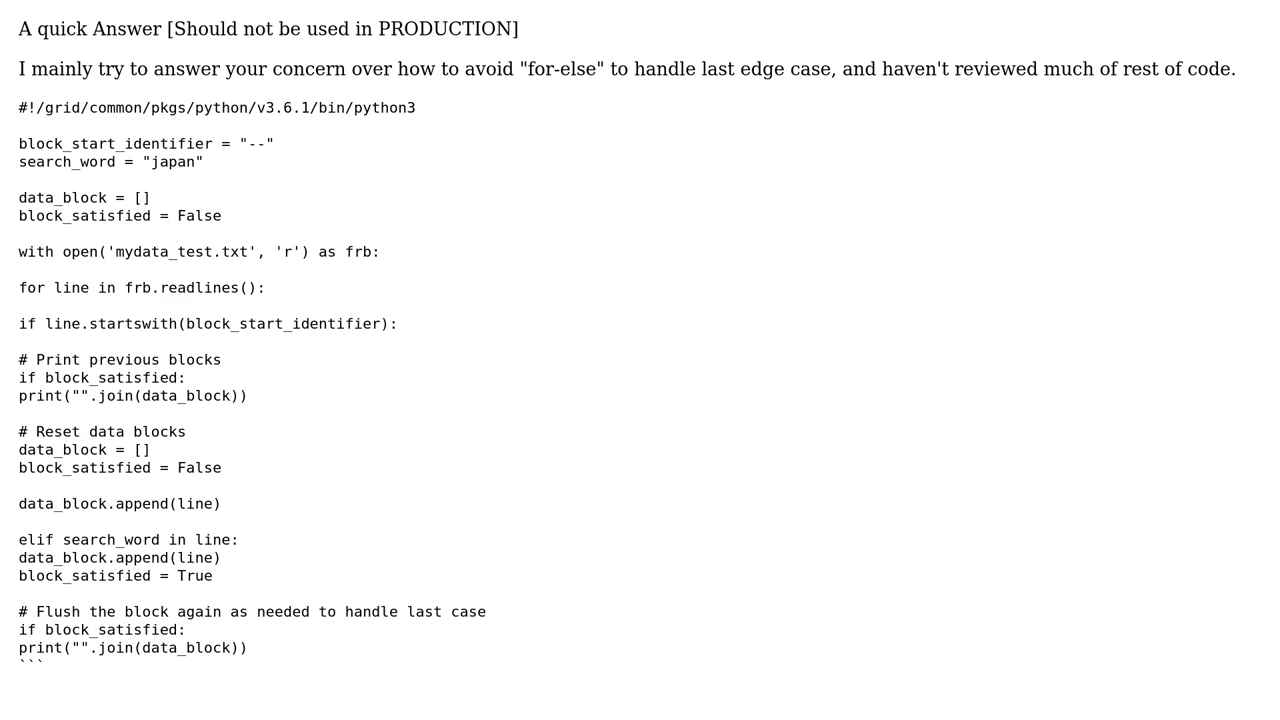 A quick Answer [Should not be used in PRODUCTION]
I mainly try to answer your concern over how to avoid "for-else" to handle last edge case, and haven't reviewed much of rest of code.
#!/grid/common/pkgs/python/v3.6.1/bin/python3
block_start_identifier = "--"
search_word = "japan"
data_block = []
block_satisfied = False
with open('mydata_test.txt', 'r') as frb:
for line in frb.readlines():
if line.startswith(block_start_identifier):
# Print previous blocks
if block_satisfied:
print("".join(data_block))
# Reset data blocks
data_block = []
block_satisfied = False
data_block.append(line)
elif search_word in line:
data_block.append(line)
block_satisfied = True
# Flush the block again as needed to handle last case
if block_satisfied:
print("".join(data_block))
```